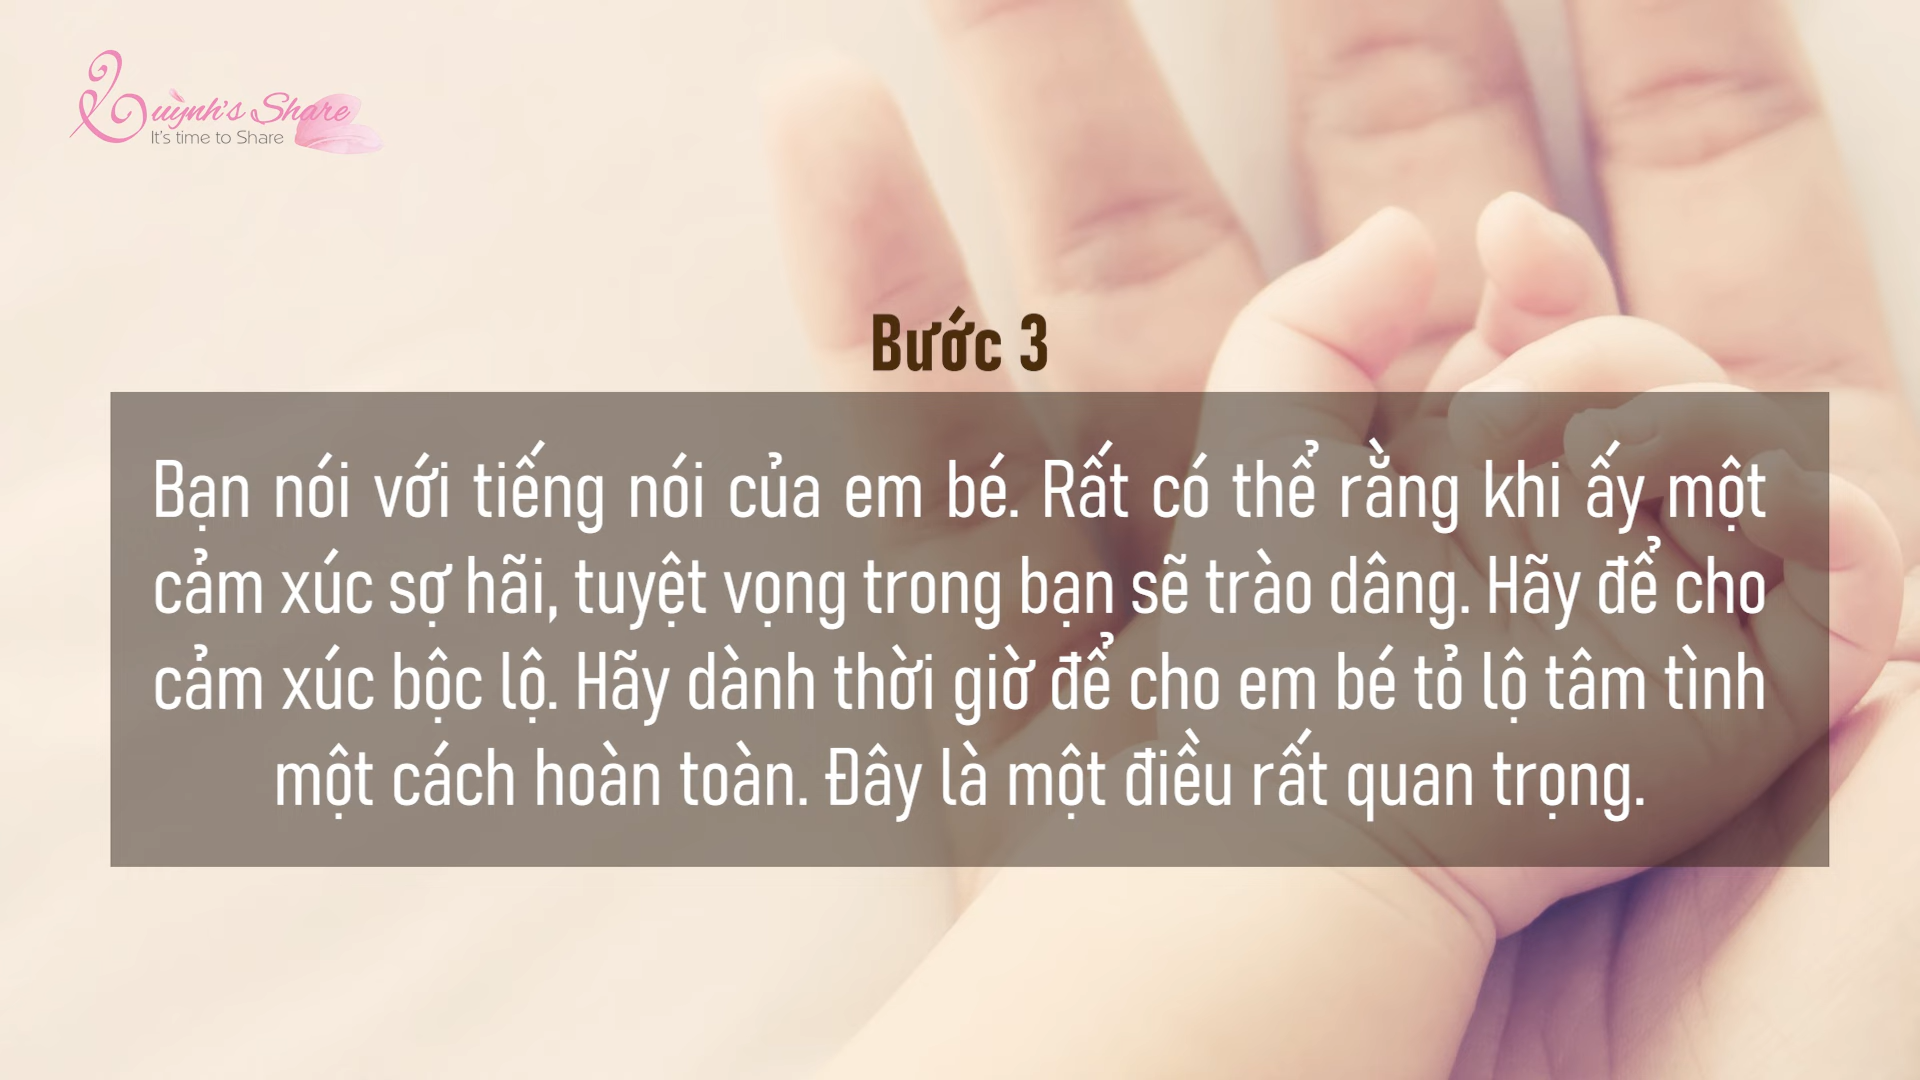 Quỳnh's Share
It's time to Share
Bước 3
Bạn nói với tiếng nói của em bé. Rất có thể rằng khi ấy một
cảm xúc sợ hãi, tuyệt vọng trong bạn sẽ trào dâng. Hãy để cho
cảm xúc bộc lộ. Hãy dành thời giờ để cho em bé tỏ lộ tâm tình
một cách hoàn toàn. Đây là một điều rất quan trọng.